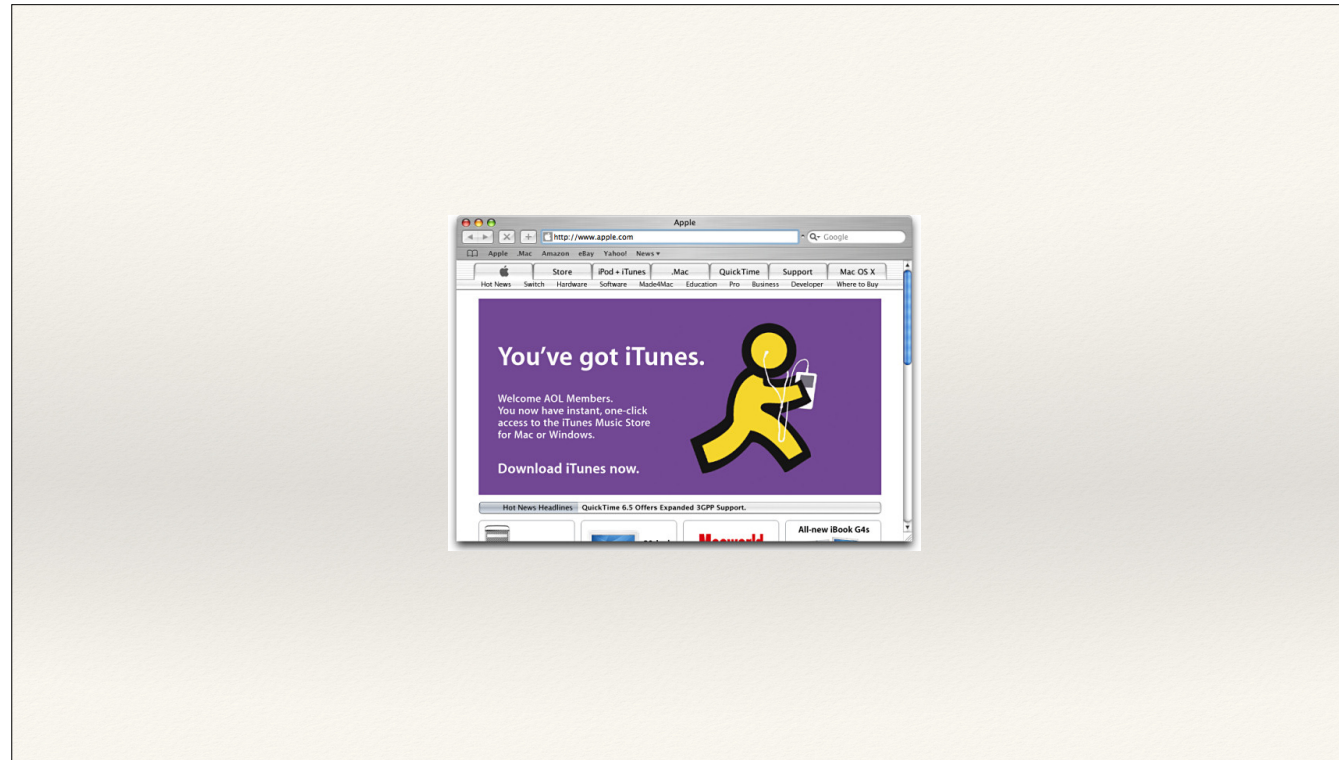 Apple
http://www.apple.com
Google
Apple .Mac Amazon eBay Yahoo! News
Store iPod + iTunes .Mac QuickTime Support Mac OS X
Hot News Switch Hardware Software Made4Mac Education Pro Business Developer Where to Buy
You've got iTunes.
Welcome AOL Members.
You now have instant, one-click
access to the iTunes Music Store
for Mac or Windows.
Download iTunes now.
Hot News Headlines QuickTime 6.5 Offers Expanded 3GPP Support.
Macworld
All-new iBook G4s